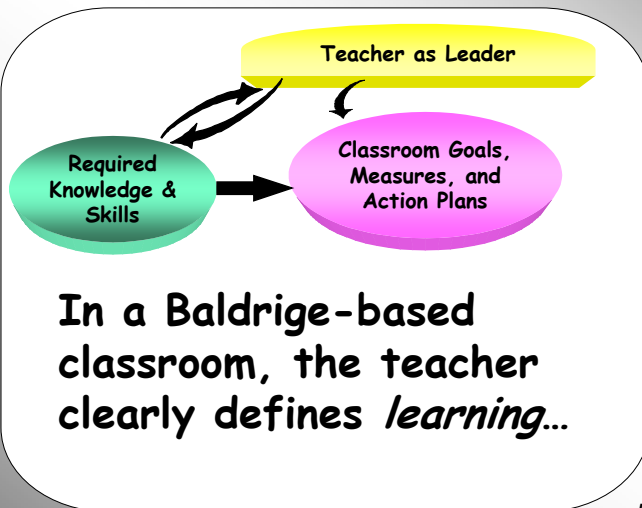 Teacher as Leader
Required
Knowledge &
Skills
Classroom Goals,
Measures, and
Action Plans
In a Baldrige-based
classroom, the teacher
clearly defines learning…